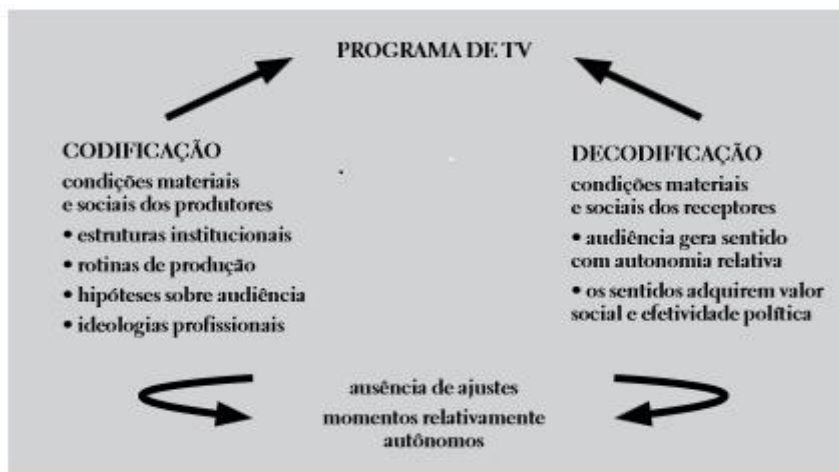 PROGRAMA DE TV
CODIFICAÇÃO
condições materiais
e sociais dos produtores
• estruturas institucionais
• rotinas de produção
• hipóteses sobre audiência
• ideologias profissionais
DECODIFICAÇÃO
condições materiais
e sociais dos receptores
• audiência gera sentido
com autonomia relativa
• os sentidos adquirem valor
social e efetividade política
ausência de ajustes
momentos relativamente
autônomos